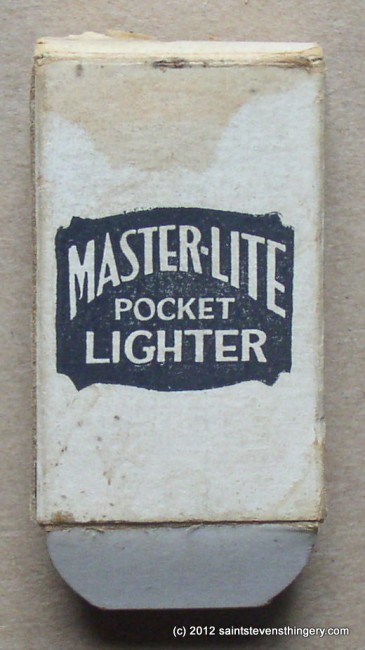 MASTER-LITE
POCKET
LIGHTER
(c) 2012 saintstevensthingery.com